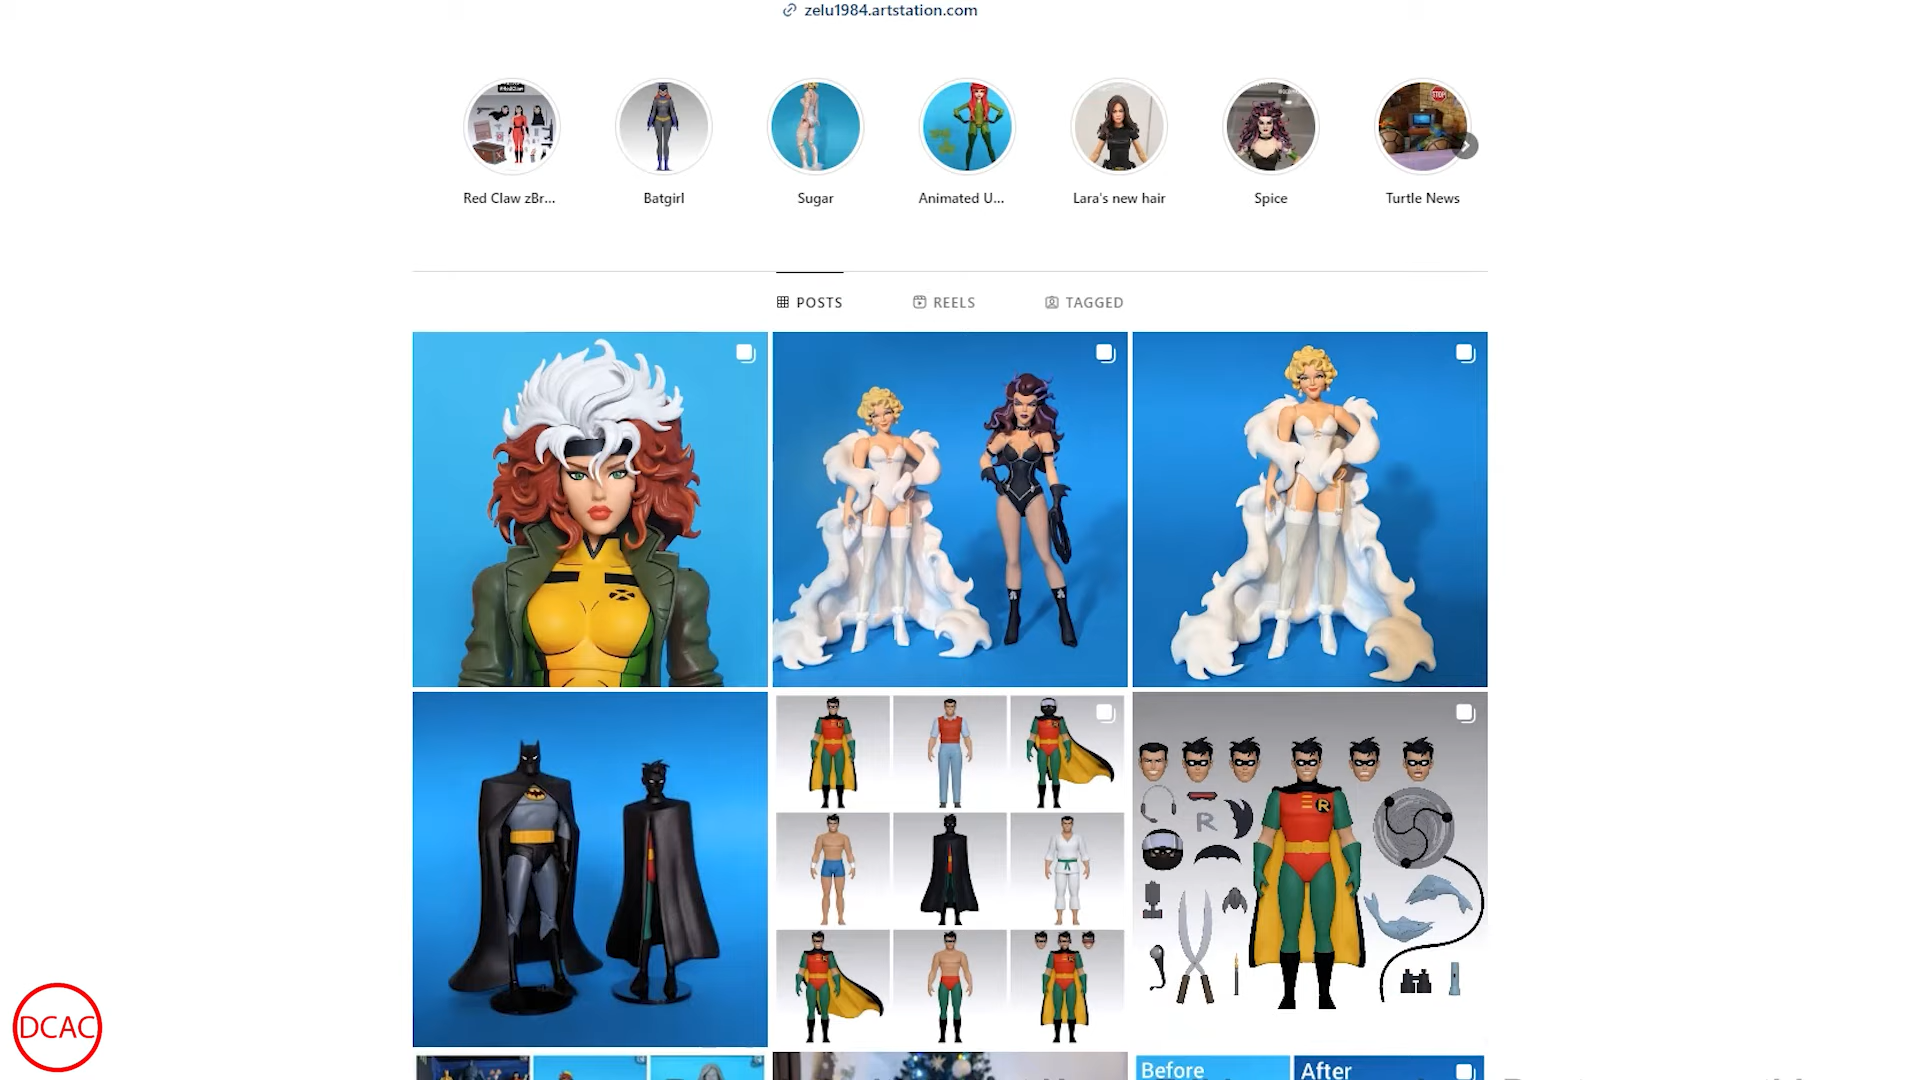 zelu1984.artstation.com
Red Claw zBr...
Batgirl
Sugar
Animated U...
Lara's new hair
Spice
Turtle News
STOP
POSTS
REELS
TAGGED
R
R
DCAC
Before
After